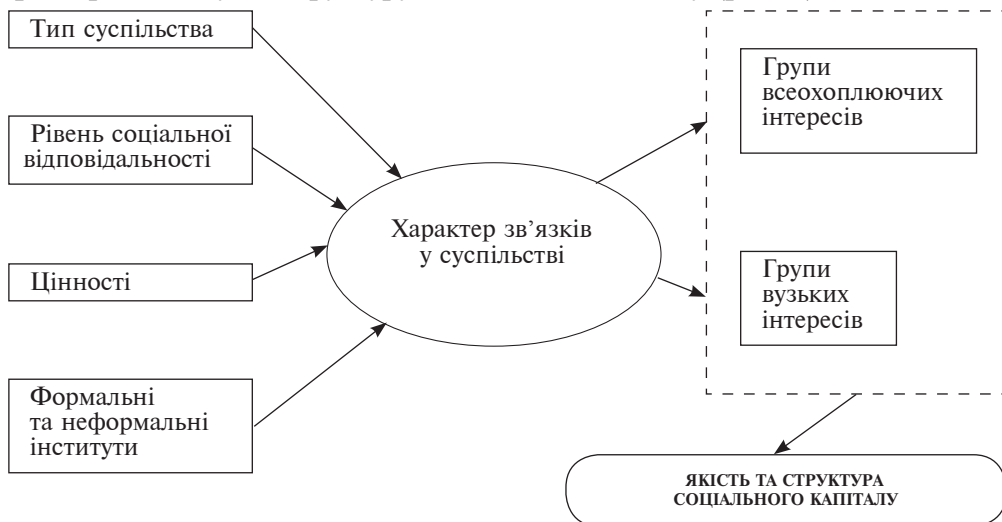 Тип суспільства
Рівень соціальної
відповідальності
Цінності
Формальні
та неформальні
інститути
Характер зв’язків
у суспільстві
Групи
всеохоплюючих
інтересів
Групи
вузьких
інтересів
ЯКІСТЬ ТА СТРУКТУРА
СОЦІАЛЬНОГО КАПІТАЛУ